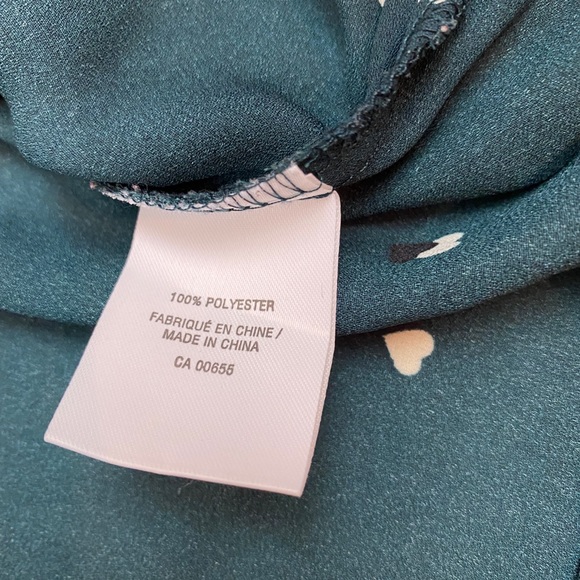 100% POLYESTER
FABRIQUÉ EN CHINE /
MADE IN CHINA
CA 00655